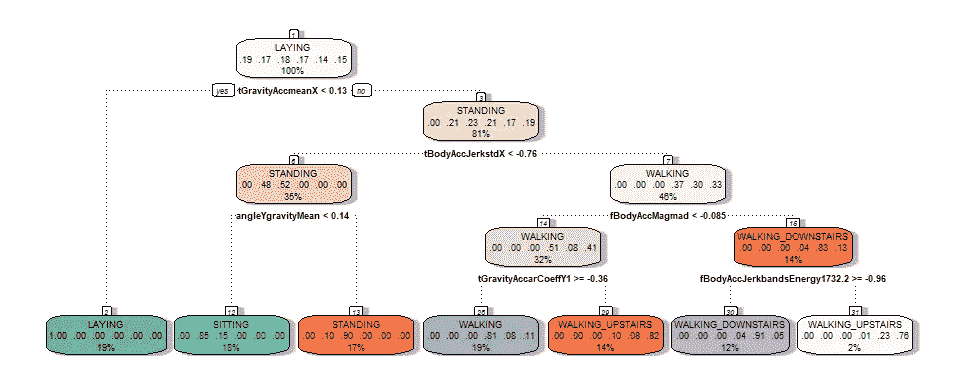 1
LAYING
.19 .17 .18 .17 .14 .15
100%
yes tGravityAccmeanX < 0.13 no
3
STANDING
.00 .21 .23 .21 .17 .19
81%
tBodyAccJerkstdX < -0.76
6
STANDING
.00 .48 .52 .00 .00 .00
35%
7
WALKING
.00 .00 .00 .37 .30 .33
46%
angleYgravityMean < 0.14
fBodyAccMagmad < -0.085
14
WALKING
.00 .00 .00 .51 .08 .41
32%
15
WALKING_DOWNSTAIRS
.00 .00 .00 .04 .83 .13
14%
tGravityAccarCoeffY1 >= -0.36
fBodyAccJerkbandsEnergy1732.2 >= -0.96
2
LAYING
1.00 .00 .00 .00 .00 .00
19%
12
SITTING
.00 .85 .15 .00 .00 .00
18%
13
STANDING
.00 .10 .90 .00 .00 .00
17%
28
WALKING
.00 .00 .00 .81 .08 .11
19%
29
WALKING_UPSTAIRS
.00 .90 .00 .10 .08 .82
14%
30
WALKING_DOWNSTAIRS
.00 .00 .00 .04 .91 .05
12%
31
WALKING_UPSTAIRS
.00 .00 .00 .01 .23 .76
2%